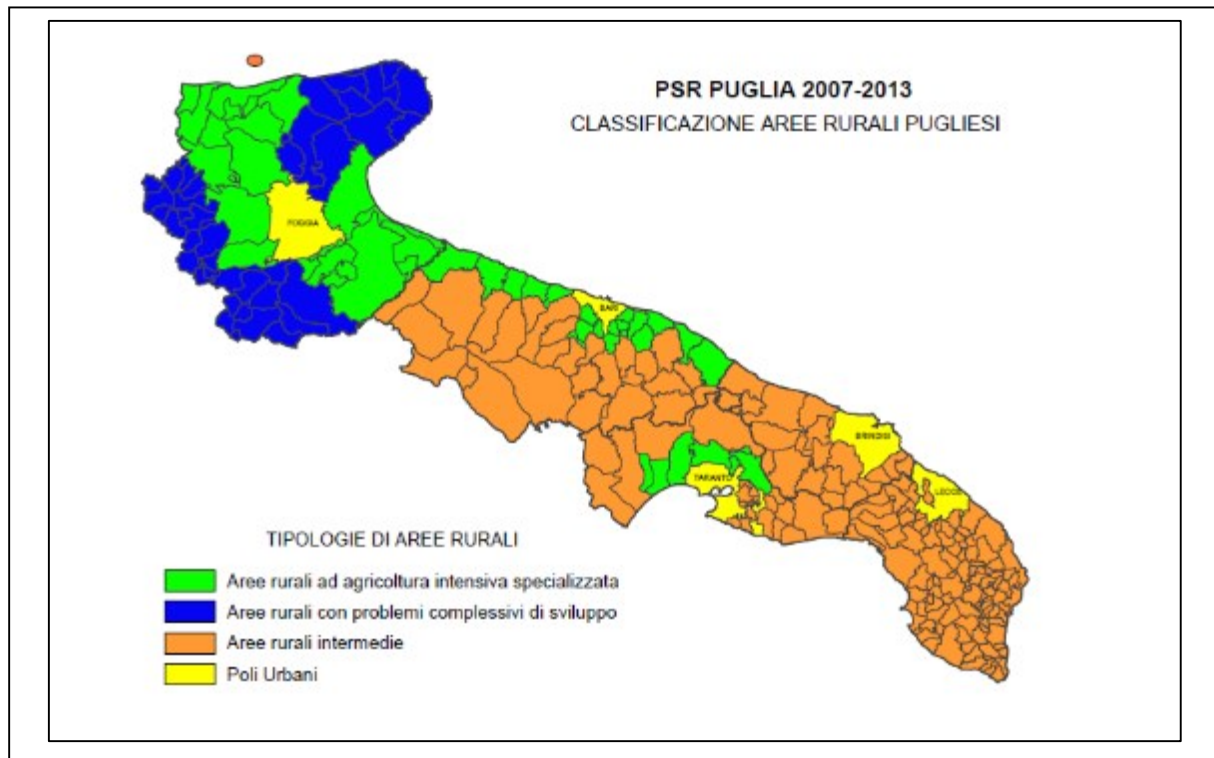 PSR PUGLIA 2007-2013
CLASSIFICAZIONE AREE RURALI PUGLIESI
FOGGIA
BARI
BRINDISI
TARANTO
LECCE
TIPOLOGIE DI AREE RURALI
Aree rurali ad agricoltura intensiva specializzata
Aree rurali con problemi complessivi di sviluppo
Aree rurali intermedie
Poli Urbani